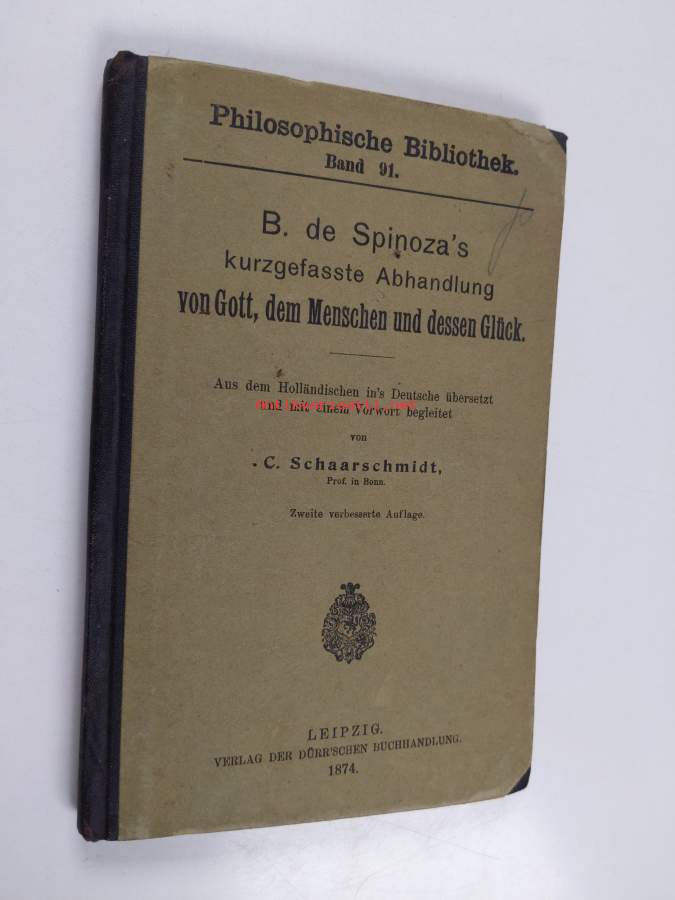 Philosophische Bibliothek.
Band 91.
B. de Spinoza's
kurzgefasste Abhandlung
von Gott, dem Menschen und dessen Glück.
Aus dem Holländischen in's Deutsche übersetzt
und mit einem Vorwort begleitet
von
C. Schaarschmidt,
Prof. in Bonn.
Zweite verbesserte Auflage.
LEIPZIG.
VERLAG DER DÜRR'SCHEN BUCHHANDLUNG.
1874.